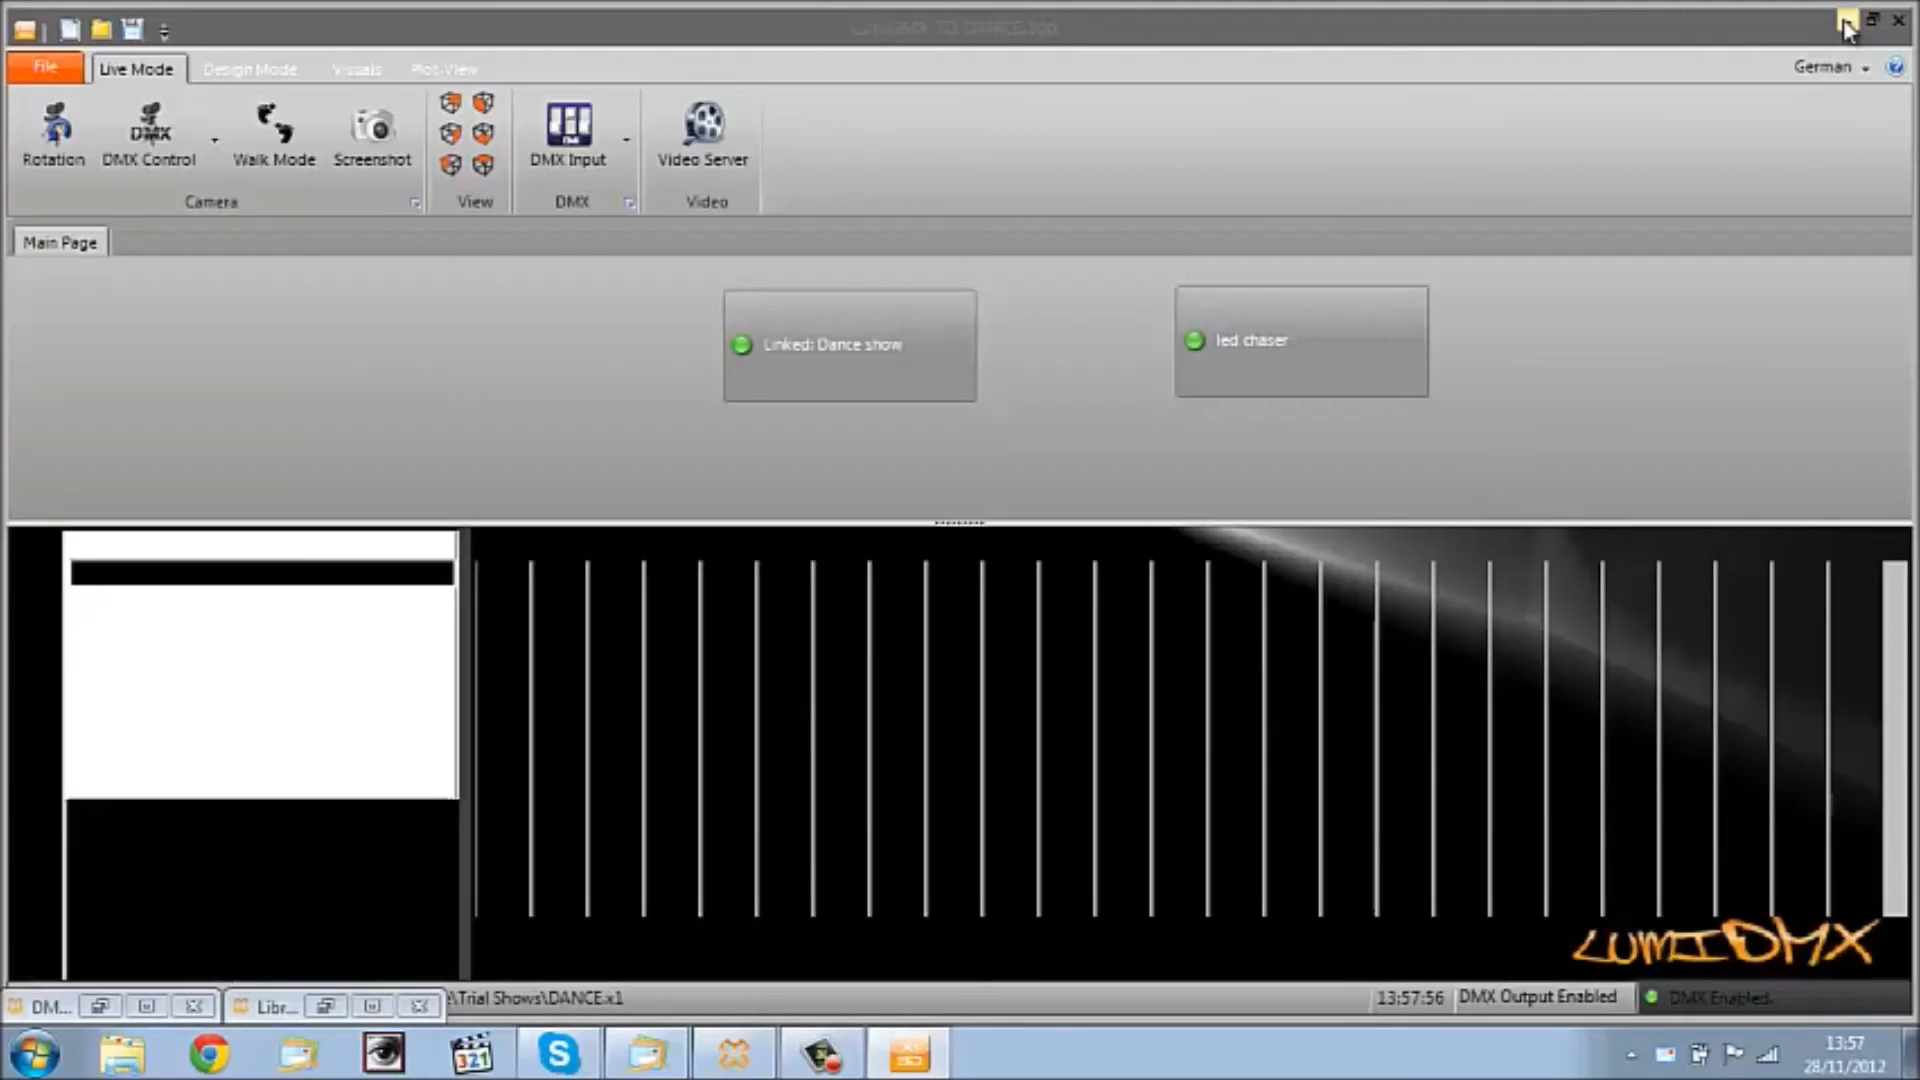 File
Live Mode
Design Mode
Visuals
Plot-View
German
DMX
Rotation
DMX Control
Walk Mode
Screenshot
DMX Input
Video Server
Camera
View
DMX
Video
Main Page
Linked: Dance show
led chaser
LUMIDMX
DM...
Libr...
\Trial Shows\DANCE.x1
13:57:56
DMX Output Enabled
DMX Enabled.
321
13:57
28/11/2012